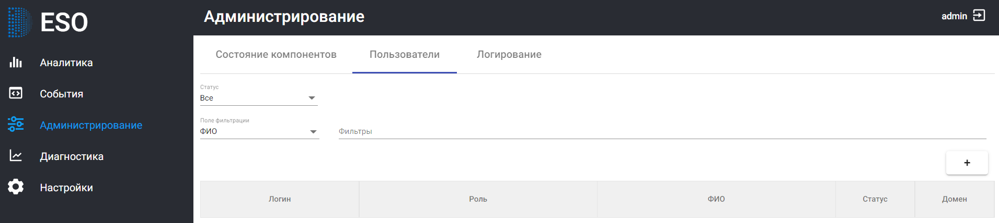 ESO
Администрирование
admin
Аналитика
События
Администрирование
Диагностика
Настройки
Состояние компонентов
Пользователи
Логирование
Статус
Все
Поле фильтрации
ФИО
Фильтры
+
Логин
Роль
ФИО
Статус
Домен